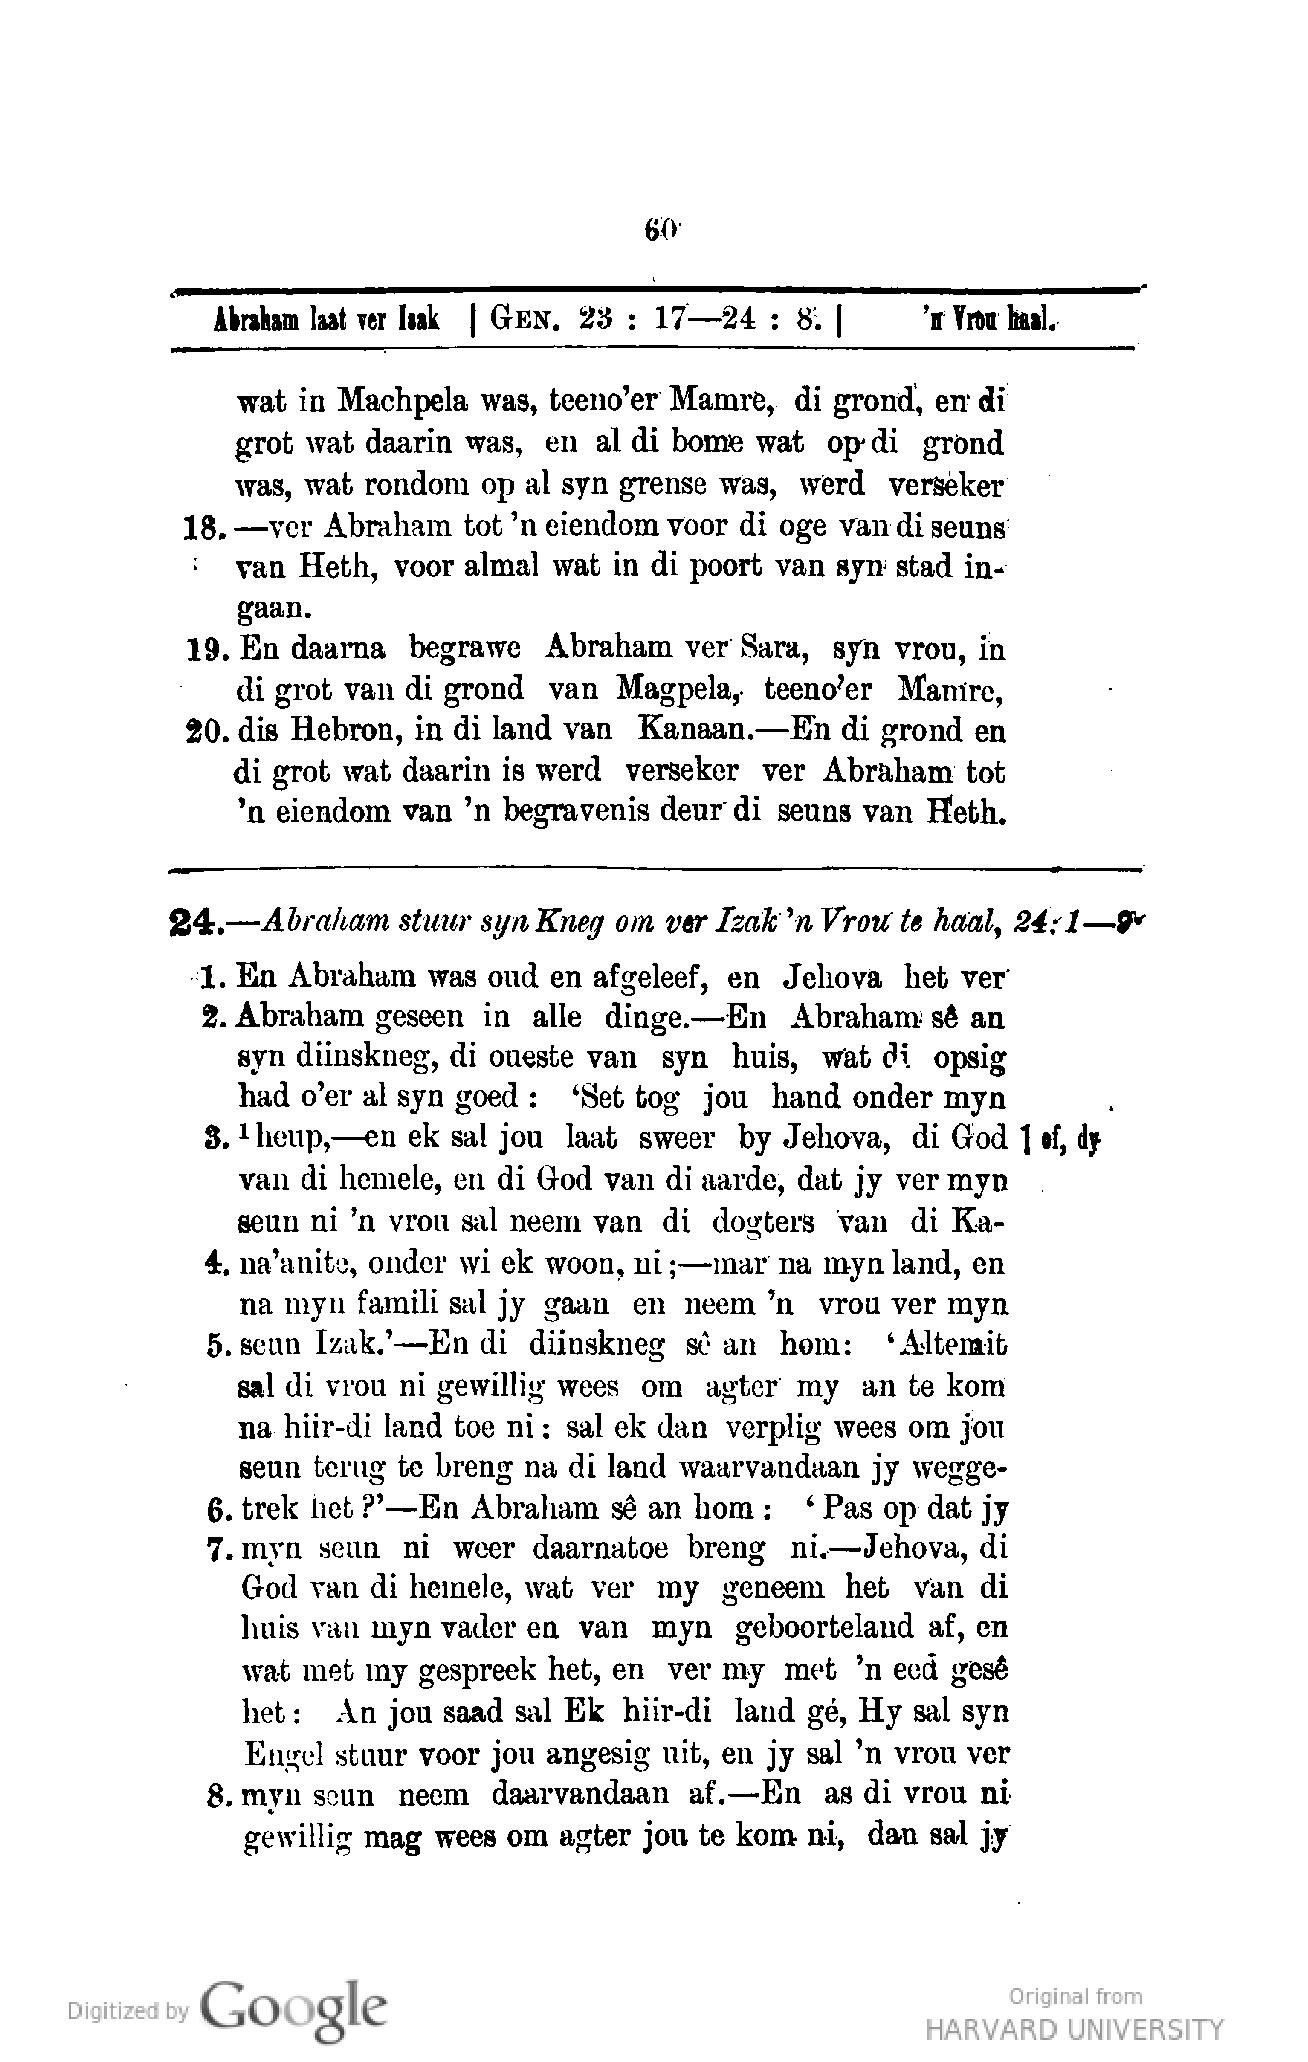 60
Abraham laat ver Isak | GEN. 23 : 17—24 : 8. | 'n Vrou haal.
wat in Machpela was, teeno'er Mamre, di grond, en di
grot wat daarin was, en al di bome wat op di grond
was, wat rondom op al syn grense was, werd verseker
18. —ver Abraham tot 'n eiendom voor di oge van di seuns
van Heth, voor almal wat in di poort van syn stad in-
gaan.
19. En daarna begrawe Abraham ver Sara, syn vrou, in
di grot van di grond van Magpela, teeno'er Mamre,
20. dis Hebron, in di land van Kanaan.—En di grond en
di grot wat daarin is werd verseker ver Abraham tot
'n eiendom van 'n begravenis deur di seuns van Heth.
24.—Abraham stuur syn Kneg om ver Izak 'n Vrou te haal, 24: 1—9
1. En Abraham was oud en afgeleef, en Jehova het ver
2. Abraham geseen in alle dinge.—En Abraham sê an
syn diinskneg, di oueste van syn huis, wat di opsig
had o'er al syn goed : 'Set tog jou hand onder myn
3. ¹heup,—en ek sal jou laat sweer by Jehova, di God 1 of, dy
van di hemele, en di God van di aarde, dat jy ver myn
seun ni 'n vrou sal neem van di dogters van di Ka-
4. na'anite, onder wi ek woon, ni ;—mar na myn land, en
na myn famili sal jy gaan en neem 'n vrou ver myn
5. seun Izak.'—En di diinskneg sê an hom: 'Altemit
sal di vrou ni gewillig wees om agter my an te kom
na hiir-di land toe ni : sal ek dan verplig wees om jou
seun terug te breng na di land waarvandaan jy wegge-
6. trek het ?'—En Abraham sê an hom : ' Pas op dat jy
7. myn seun ni weer daarnatoe breng ni.—Jehova, di
God van di hemele, wat ver my geneem het van di
huis van myn vader en van myn geboorteland af, en
wat met my gespreek het, en ver my met 'n eed gesê
het : An jou saad sal Ek hiir-di land gé, Hy sal syn
Engel stuur voor jou angesig uit, en jy sal 'n vrou ver
8. myn seun neem daarvandaan af.—En as di vrou ni
gewillig mag wees om agter jou te kom ni, dan sal jy
Digitized by Google
Original from
HARVARD UNIVERSITY